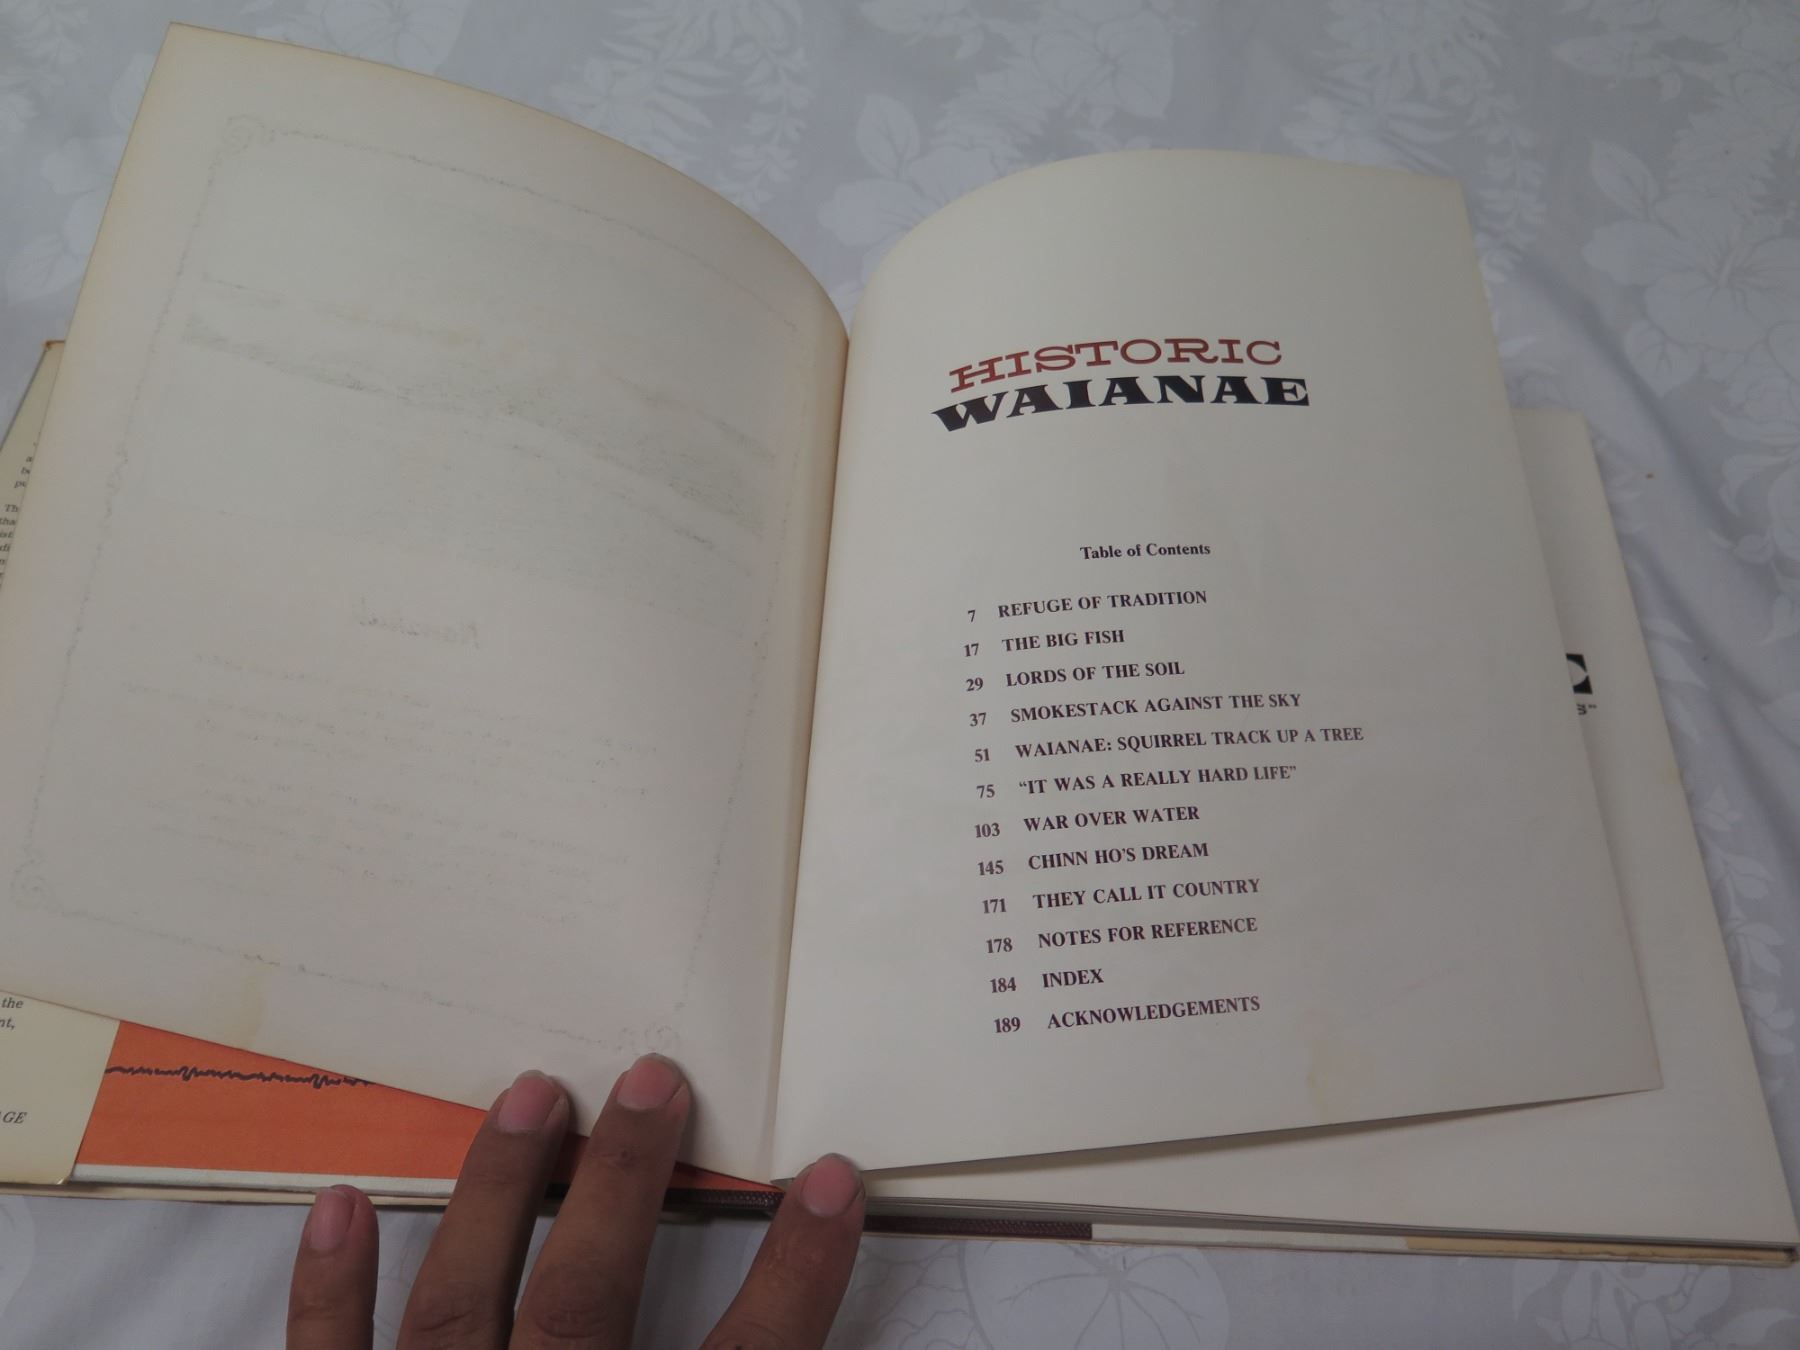 HISTORIC
WAIANAE
Table of Contents
7 REFUGE OF TRADITION
17 THE BIG FISH
29 LORDS OF THE SOIL
37 SMOKESTACK AGAINST THE SKY
51 WAIANAE: SQUIRREL TRACK UP A TREE
75 “IT WAS A REALLY HARD LIFE”
103 WAR OVER WATER
145 CHINN HO'S DREAM
171 THEY CALL IT COUNTRY
178 NOTES FOR REFERENCE
184 INDEX
189 ACKNOWLEDGEMENTS
the